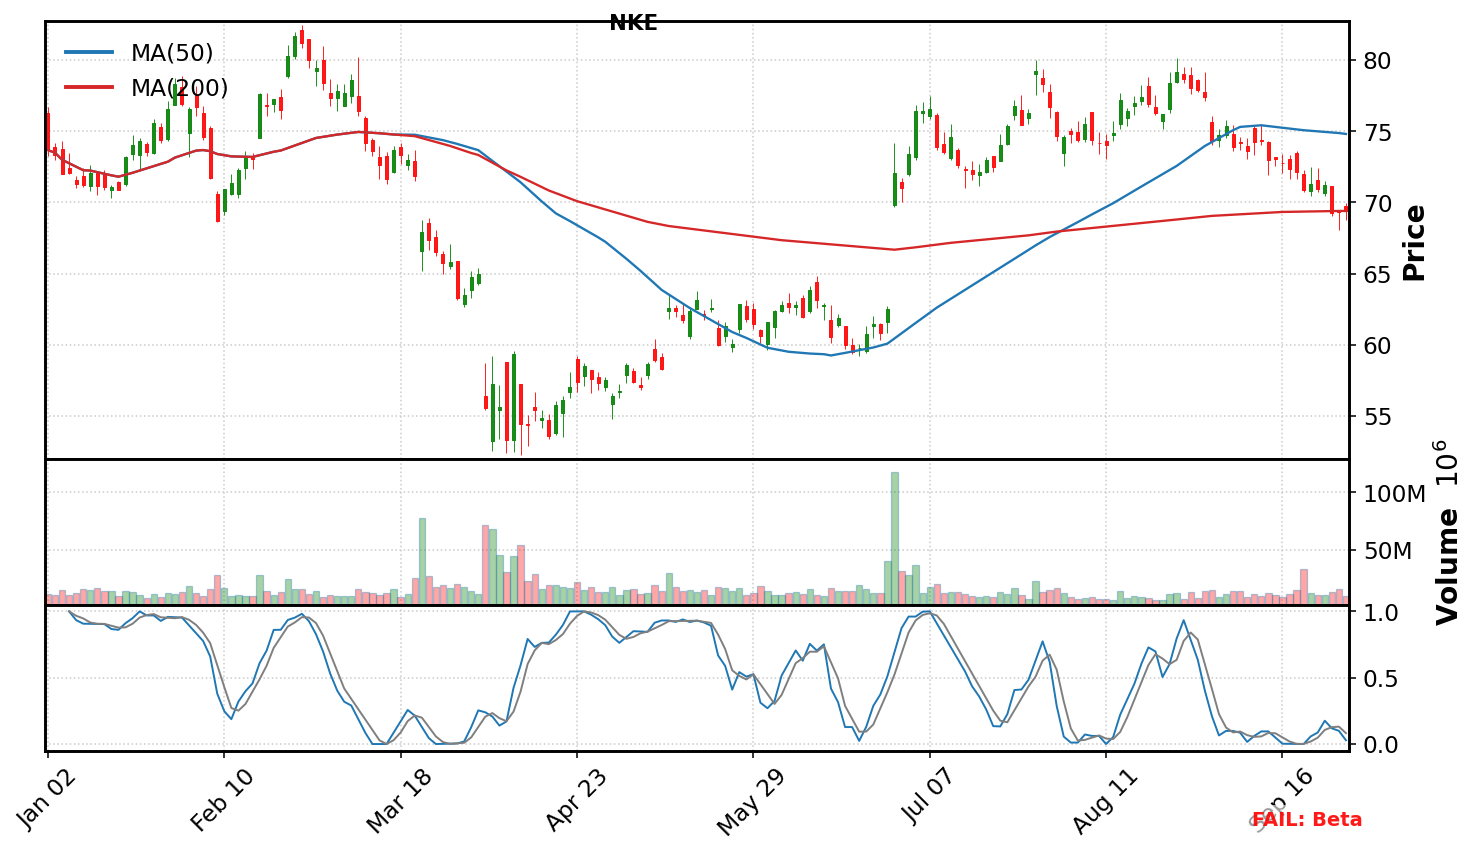 NKE
MA(50)
MA(200)
80
75
70
65
60
55
Price
10⁶
100M
50M
Volume
1.0
0.5
0.0
Jan 02
Feb 10
Mar 18
Apr 23
May 29
Jul 07
Aug 11
Sep 16
FAIL: Beta